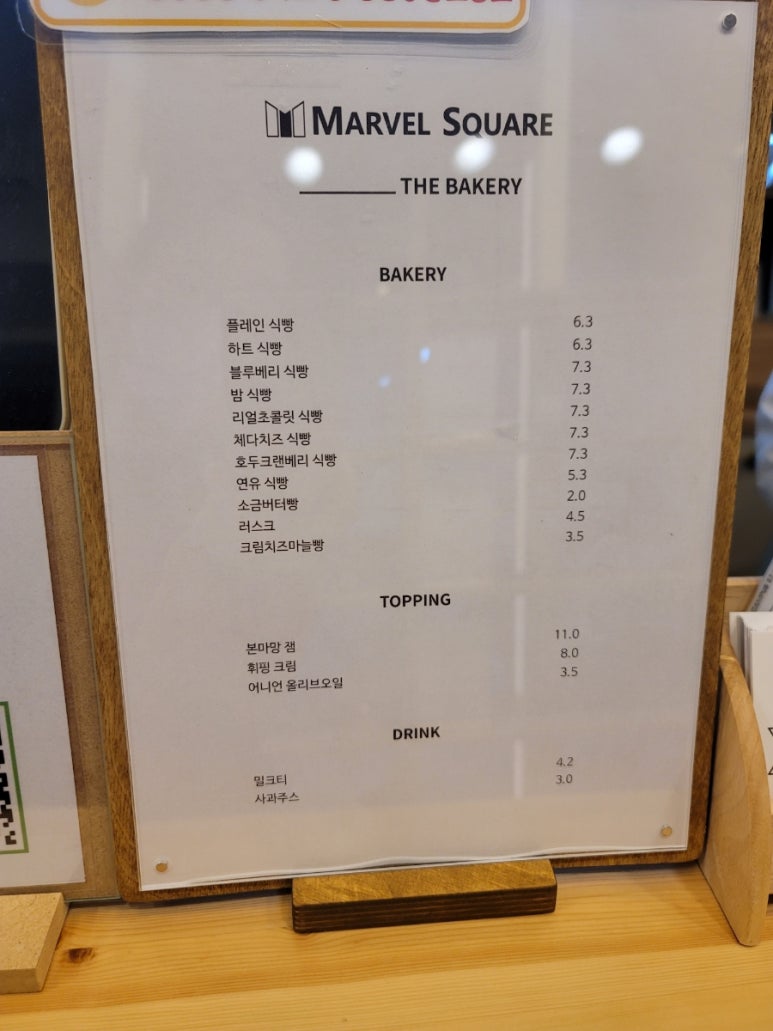 MARVEL SQUARE
THE BAKERY
BAKERY
플레인 식빵 6.3
하트 식빵 6.3
블루베리 식빵 7.3
밤 식빵 7.3
리얼초콜릿 식빵 7.3
체다치즈 식빵 7.3
호두크랜베리 식빵 7.3
연유 식빵 5.3
소금버터빵 2.0
러스크 4.5
크림치즈마늘빵 3.5
TOPPING
본마망 잼 11.0
휘핑 크림 8.0
어니언 올리브오일 3.5
DRINK
밀크티 4.2
사과주스 3.0